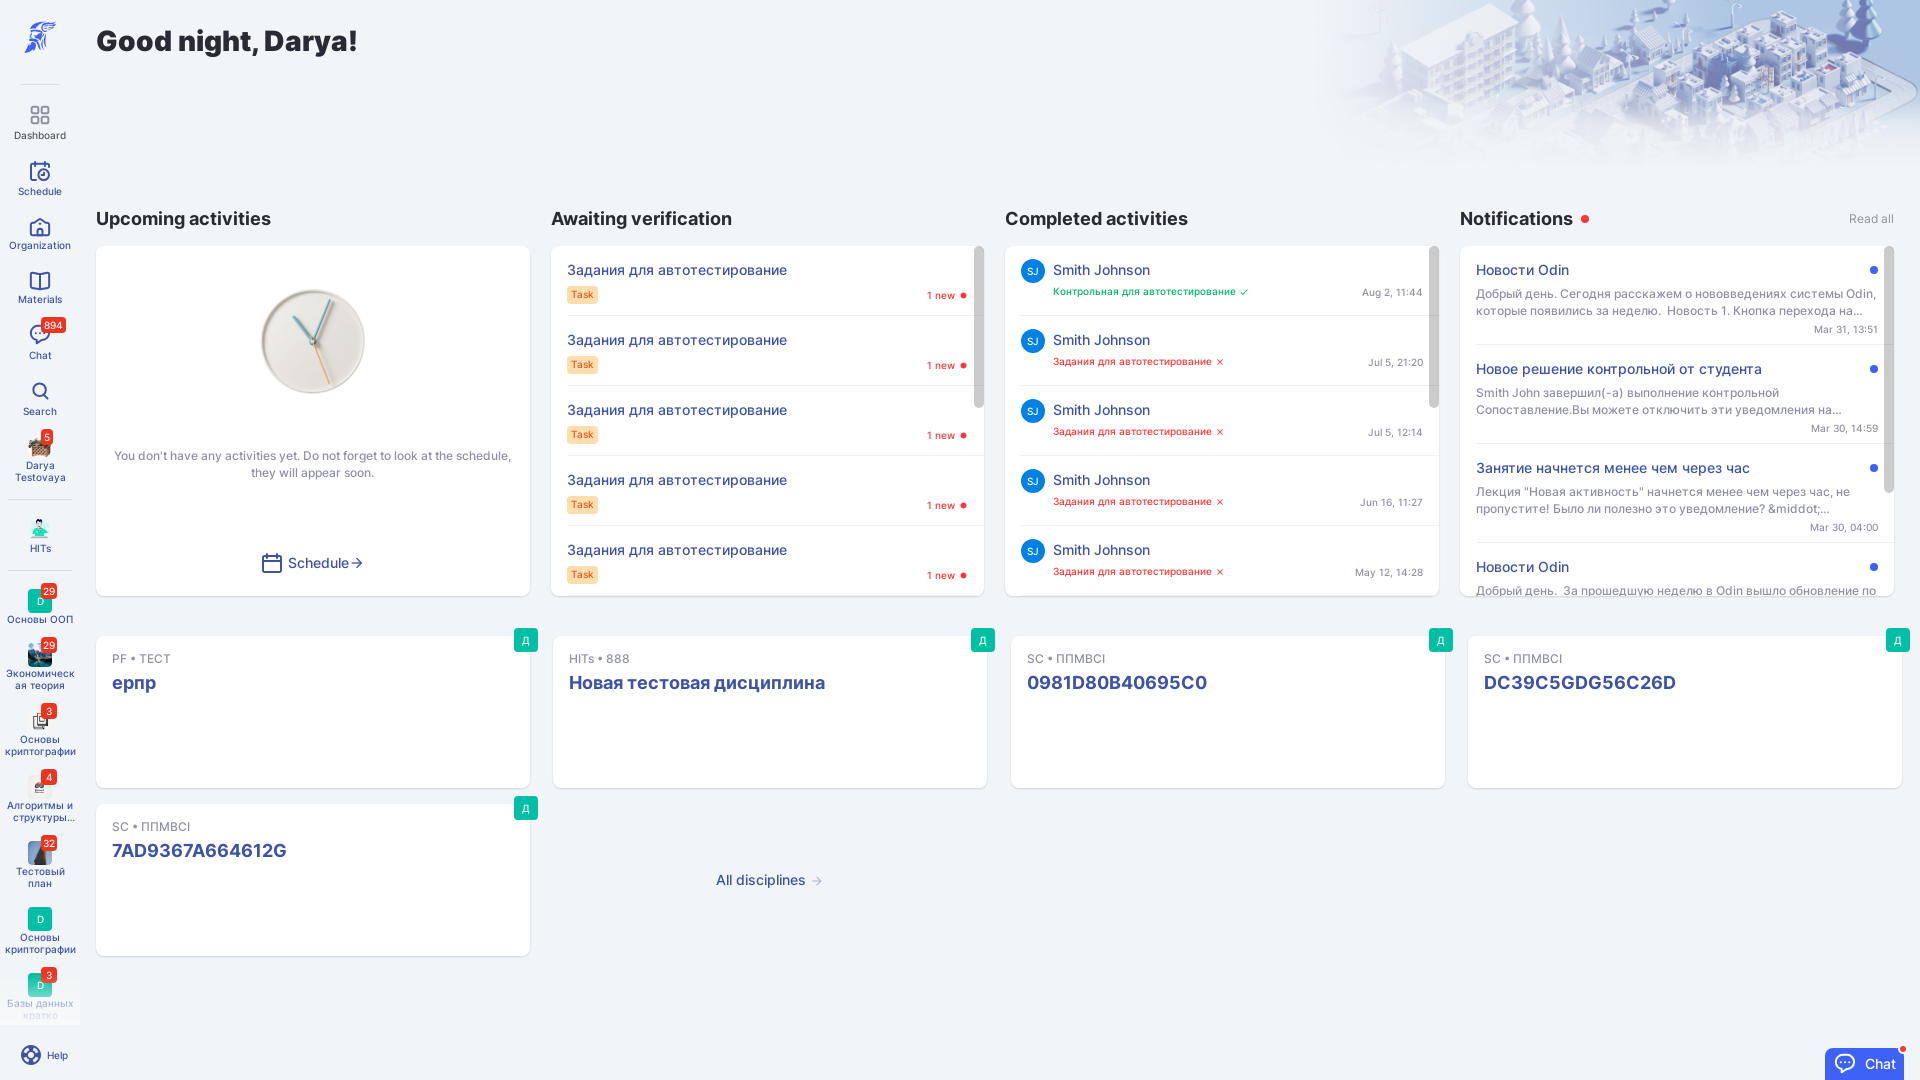 Good night, Darya!
Dashboard
Schedule
Organization
Materials
894
Chat
Search
5
Darya
Testovaya
HITs
29
D
Основы ООП
29
Экономическ
ая теория
3
Основы
криптографии
4
Алгоритмы и
структуры...
32
Тестовый
план
D
Основы
криптографии
3
D
Базы данных
кратко
Help
Upcoming activities
You don't have any activities yet. Do not forget to look at the schedule,
they will appear soon.
Schedule
Awaiting verification
Задания для автотестирование
Task
1 new
Задания для автотестирование
Task
1 new
Задания для автотестирование
Task
1 new
Задания для автотестирование
Task
1 new
Задания для автотестирование
Task
1 new
Completed activities
SJ
Smith Johnson
Контрольная для автотестирование
Aug 2, 11:44
SJ
Smith Johnson
Задания для автотестирование
Jul 5, 21:20
SJ
Smith Johnson
Задания для автотестирование
Jul 5, 12:14
SJ
Smith Johnson
Задания для автотестирование
Jun 16, 11:27
SJ
Smith Johnson
Задания для автотестирование
May 12, 14:28
Notifications
Read all
Новости Odin
Добрый день. Сегодня расскажем о нововведениях системы Odin,
которые появились за неделю.  Новость 1. Кнопка перехода на...
Mar 31, 13:51
Новое решение контрольной от студента
Smith John завершил(-а) выполнение контрольной
Сопоставление.Вы можете отключить эти уведомления на...
Mar 30, 14:59
Занятие начнется менее чем через час
Лекция "Новая активность" начнется менее чем через час, не
пропустите! Было ли полезно это уведомление? &middot;...
Mar 30, 04:00
Новости Odin
Добрый день.  За прошедшую неделю в Odin вышло обновление по
Д
PF • ТЕСТ
ерпр
Д
HITs • 888
Новая тестовая дисциплина
Д
SC • ППМВСІ
0981D80B40695C0
Д
SC • ППМВСІ
DC39C5GDG56C26D
Д
SC • ППМВСІ
7AD9367A664612G
All disciplines
Chat